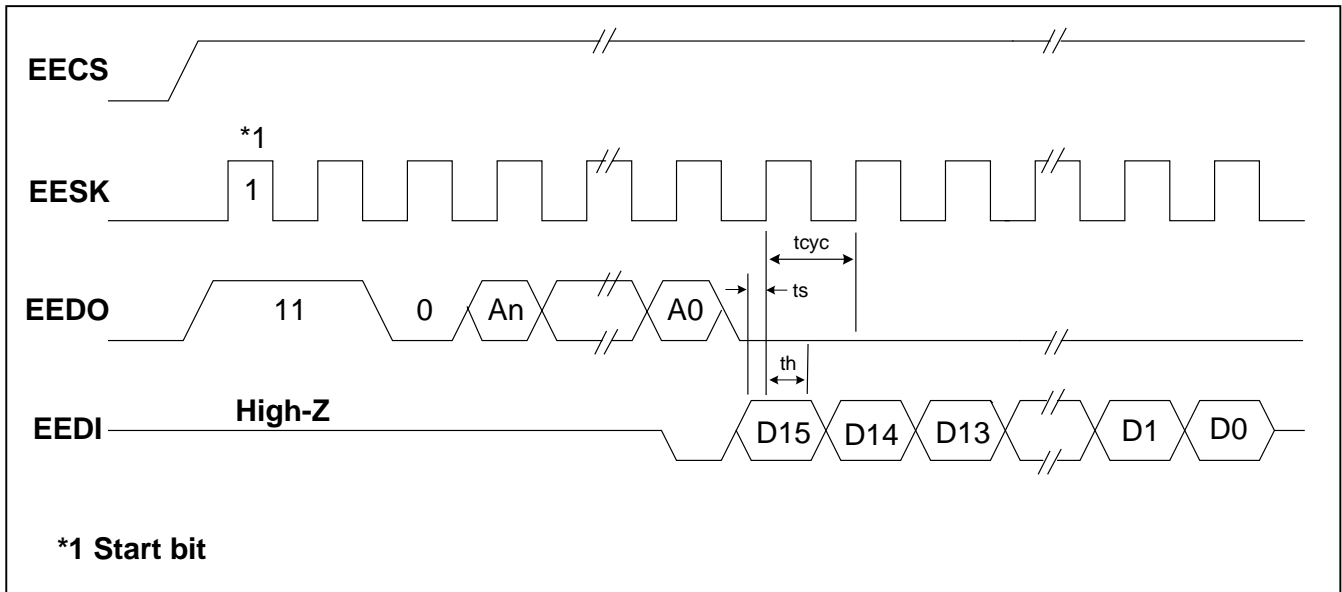 EECS
*1
EESK
1
tcyc
EEDO
11
0
An
A0
ts
th
High-Z
EEDI
D15
D14
D13
D1
D0
*1 Start bit